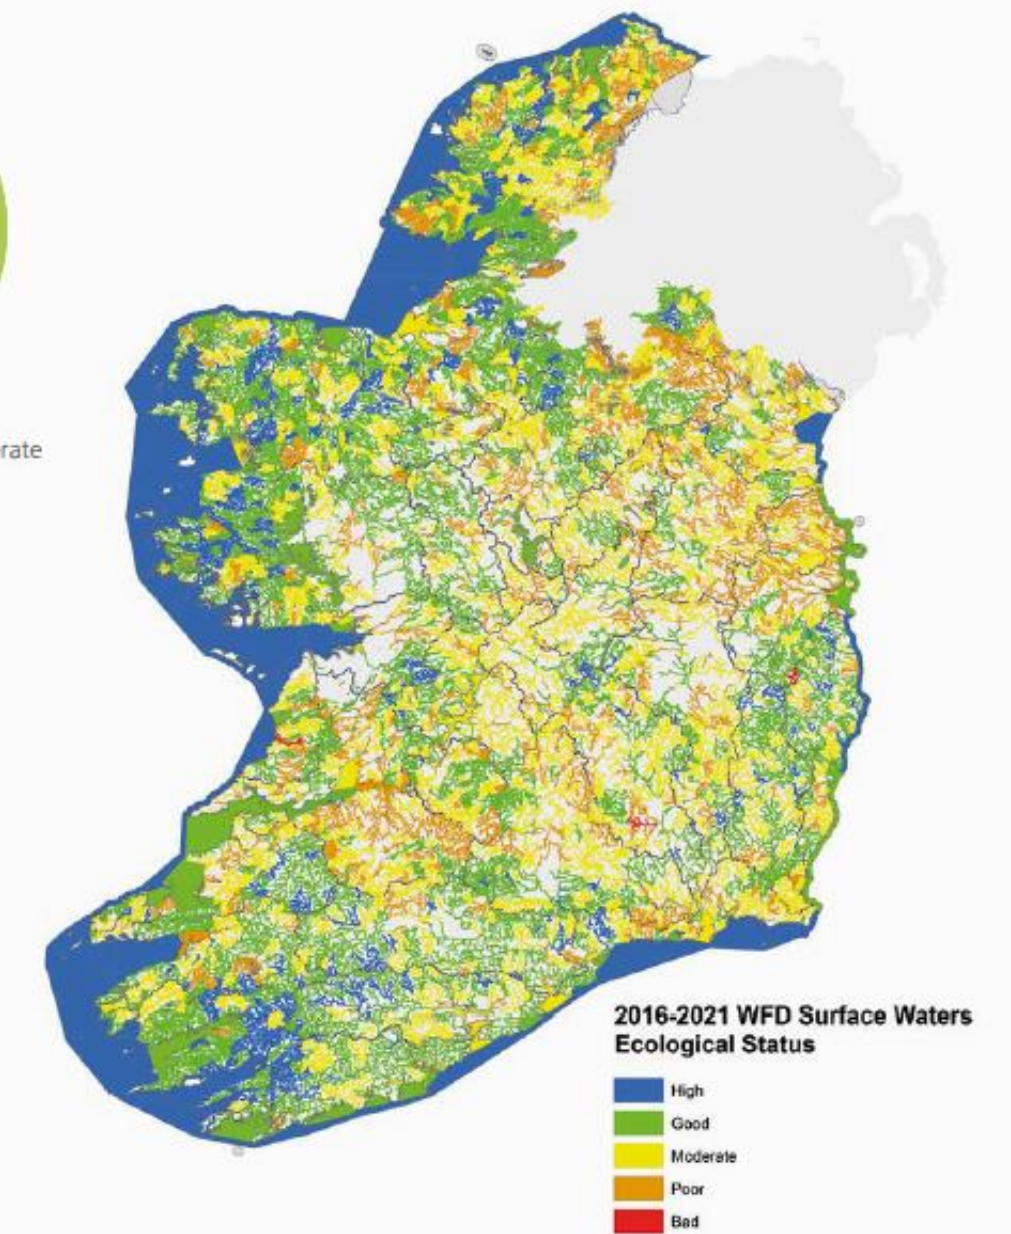 rate
2016-2021 WFD Surface Waters
Ecological Status
High
Good
Moderate
Poor
Bad